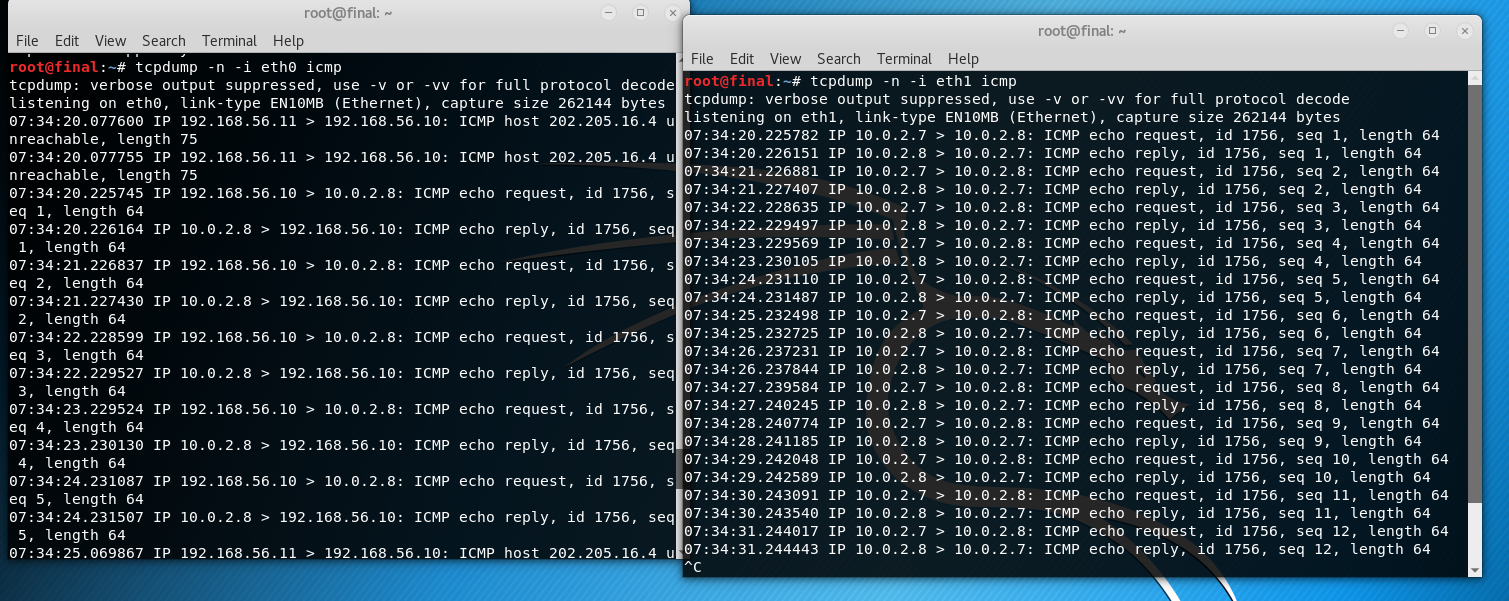 root@final: ~
File Edit View Search Terminal Help
root@final:~# tcpdump -n -i eth0 icmp
tcpdump: verbose output suppressed, use -v or -vv for full protocol decode
listening on eth0, link-type EN10MB (Ethernet), capture size 262144 bytes
07:34:20.077600 IP 192.168.56.11 > 192.168.56.10: ICMP host 202.205.16.4 u
nreachable, length 75
07:34:20.077755 IP 192.168.56.11 > 192.168.56.10: ICMP host 202.205.16.4 u
nreachable, length 75
07:34:20.225745 IP 192.168.56.10 > 10.0.2.8: ICMP echo request, id 1756, s
eq 1, length 64
07:34:20.226164 IP 10.0.2.8 > 192.168.56.10: ICMP echo reply, id 1756, seq
 1, length 64
07:34:21.226837 IP 192.168.56.10 > 10.0.2.8: ICMP echo request, id 1756, s
eq 2, length 64
07:34:21.227430 IP 10.0.2.8 > 192.168.56.10: ICMP echo reply, id 1756, seq
 2, length 64
07:34:22.228599 IP 192.168.56.10 > 10.0.2.8: ICMP echo request, id 1756, s
eq 3, length 64
07:34:22.229527 IP 10.0.2.8 > 192.168.56.10: ICMP echo reply, id 1756, seq
 3, length 64
07:34:23.229524 IP 192.168.56.10 > 10.0.2.8: ICMP echo request, id 1756, s
eq 4, length 64
07:34:23.230130 IP 10.0.2.8 > 192.168.56.10: ICMP echo reply, id 1756, seq
 4, length 64
07:34:24.231087 IP 192.168.56.10 > 10.0.2.8: ICMP echo request, id 1756, s
eq 5, length 64
07:34:24.231507 IP 10.0.2.8 > 192.168.56.10: ICMP echo reply, id 1756, seq
 5, length 64
07:34:25.069867 IP 192.168.56.11 > 192.168.56.10: ICMP host 202.205.16.4 u
root@final: ~
File Edit View Search Terminal Help
root@final:~# tcpdump -n -i eth1 icmp
tcpdump: verbose output suppressed, use -v or -vv for full protocol decode
listening on eth1, link-type EN10MB (Ethernet), capture size 262144 bytes
07:34:20.225782 IP 10.0.2.7 > 10.0.2.8: ICMP echo request, id 1756, seq 1, length 64
07:34:20.226151 IP 10.0.2.8 > 10.0.2.7: ICMP echo reply, id 1756, seq 1, length 64
07:34:21.226881 IP 10.0.2.7 > 10.0.2.8: ICMP echo request, id 1756, seq 2, length 64
07:34:21.227407 IP 10.0.2.8 > 10.0.2.7: ICMP echo reply, id 1756, seq 2, length 64
07:34:22.228635 IP 10.0.2.7 > 10.0.2.8: ICMP echo request, id 1756, seq 3, length 64
07:34:22.229497 IP 10.0.2.8 > 10.0.2.7: ICMP echo reply, id 1756, seq 3, length 64
07:34:23.229569 IP 10.0.2.7 > 10.0.2.8: ICMP echo request, id 1756, seq 4, length 64
07:34:23.230105 IP 10.0.2.8 > 10.0.2.7: ICMP echo reply, id 1756, seq 4, length 64
07:34:24.231110 IP 10.0.2.7 > 10.0.2.8: ICMP echo request, id 1756, seq 5, length 64
07:34:24.231487 IP 10.0.2.8 > 10.0.2.7: ICMP echo reply, id 1756, seq 5, length 64
07:34:25.232498 IP 10.0.2.7 > 10.0.2.8: ICMP echo request, id 1756, seq 6, length 64
07:34:25.232725 IP 10.0.2.8 > 10.0.2.7: ICMP echo reply, id 1756, seq 6, length 64
07:34:26.237231 IP 10.0.2.7 > 10.0.2.8: ICMP echo request, id 1756, seq 7, length 64
07:34:26.237844 IP 10.0.2.8 > 10.0.2.7: ICMP echo reply, id 1756, seq 7, length 64
07:34:27.239584 IP 10.0.2.7 > 10.0.2.8: ICMP echo request, id 1756, seq 8, length 64
07:34:27.240245 IP 10.0.2.8 > 10.0.2.7: ICMP echo reply, id 1756, seq 8, length 64
07:34:28.240774 IP 10.0.2.7 > 10.0.2.8: ICMP echo request, id 1756, seq 9, length 64
07:34:28.241185 IP 10.0.2.8 > 10.0.2.7: ICMP echo reply, id 1756, seq 9, length 64
07:34:29.242048 IP 10.0.2.7 > 10.0.2.8: ICMP echo request, id 1756, seq 10, length 64
07:34:29.242589 IP 10.0.2.8 > 10.0.2.7: ICMP echo reply, id 1756, seq 10, length 64
07:34:30.243091 IP 10.0.2.7 > 10.0.2.8: ICMP echo request, id 1756, seq 11, length 64
07:34:30.243540 IP 10.0.2.8 > 10.0.2.7: ICMP echo reply, id 1756, seq 11, length 64
07:34:31.244017 IP 10.0.2.7 > 10.0.2.8: ICMP echo request, id 1756, seq 12, length 64
07:34:31.244443 IP 10.0.2.8 > 10.0.2.7: ICMP echo reply, id 1756, seq 12, length 64
^C